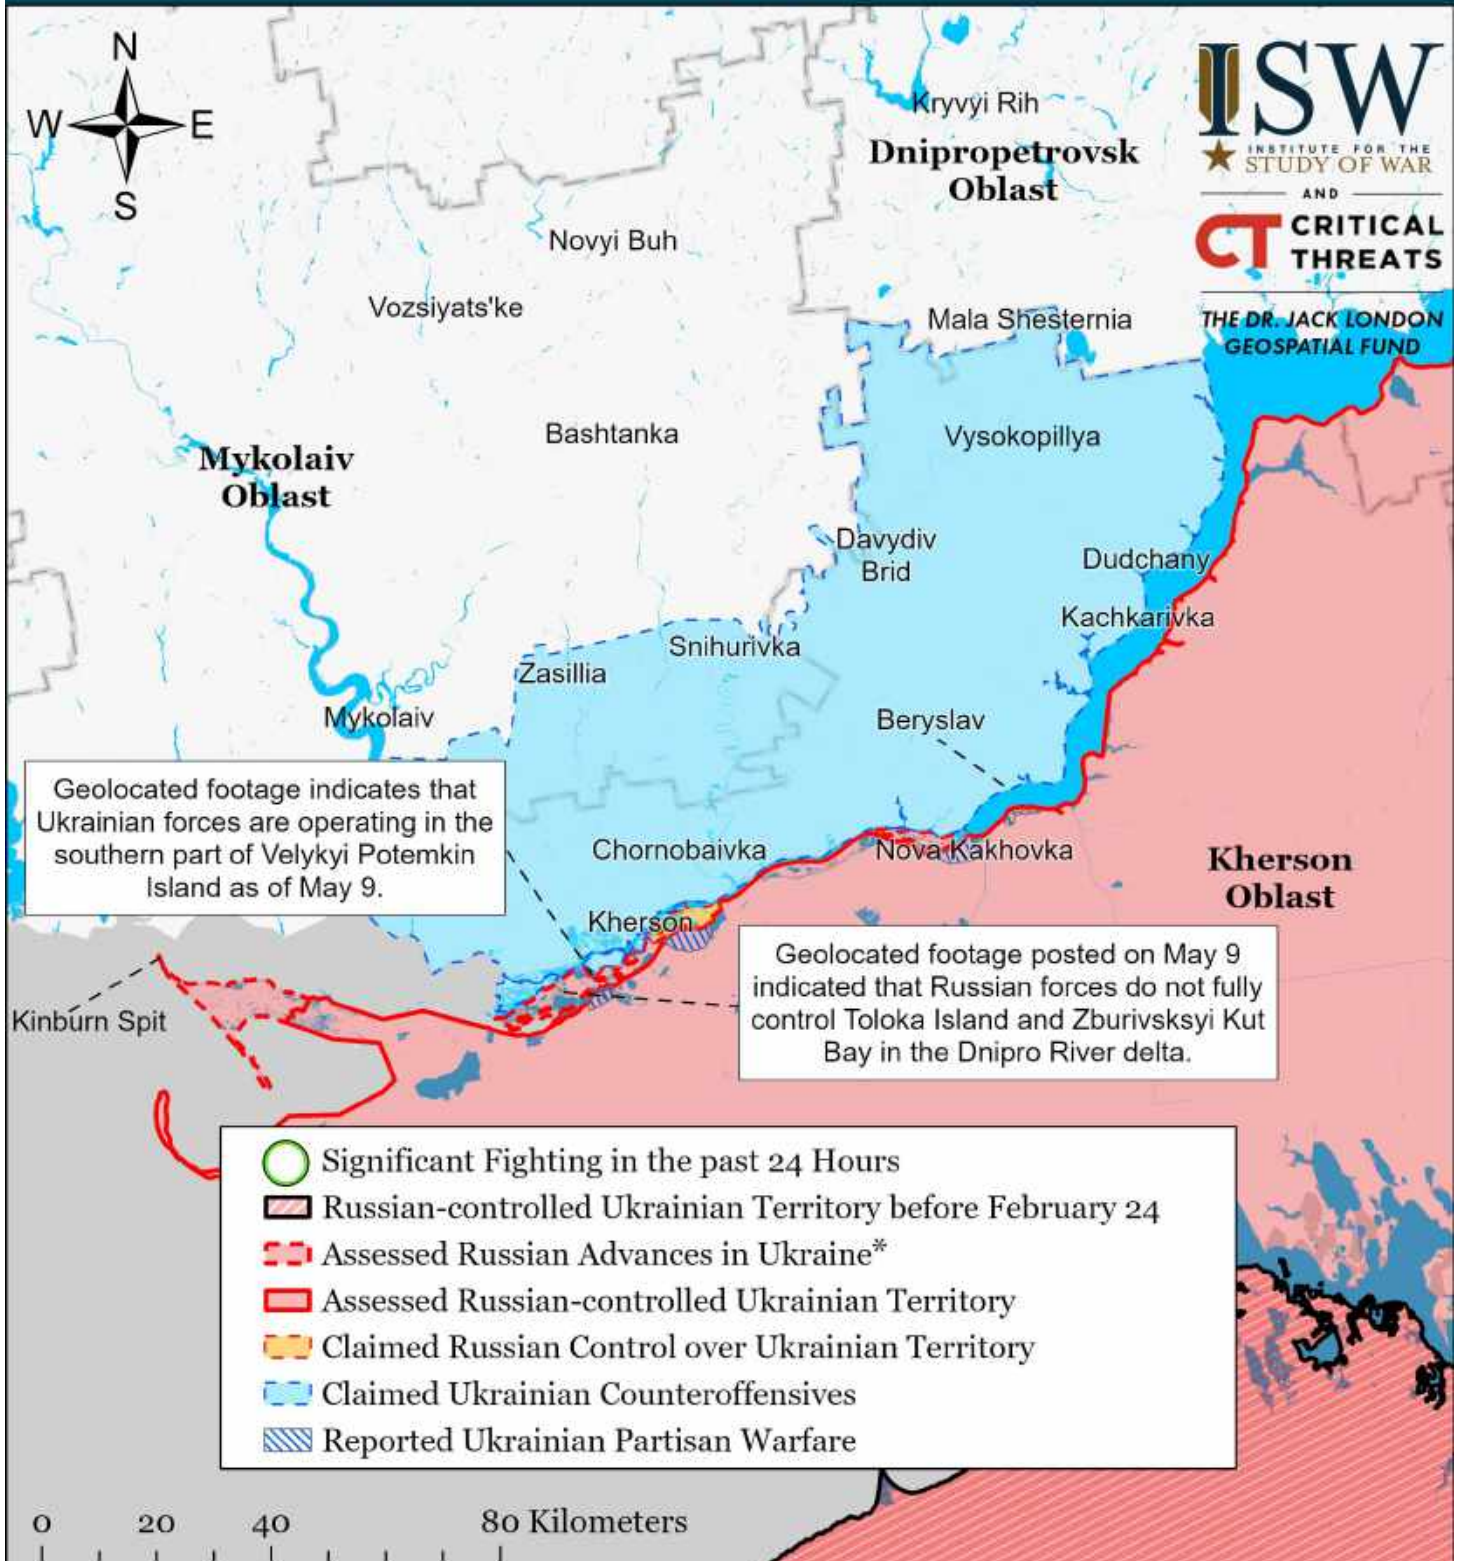 N
W E
S
ISW
INSTITUTE FOR THE
STUDY OF WAR
AND
CT CRITICAL
THREATS
THE DR. JACK LONDON
GEOSPATIAL FUND
Kryvyi Rih
Dnipropetrovsk
Oblast
Novyi Buh
Vozsiyats'ke
Mala Shesternia
Mykolaiv
Oblast
Bashtanka
Vysokopillya
Davydiv
Brid
Dudchany
Kachkarivka
Snihurivka
Zasillia
Mykolaiv
Beryslav
Geolocated footage indicates that
Ukrainian forces are operating in the
southern part of Velykyi Potemkin
Island as of May 9.
Chornobaivka
Nova Kakhovka
Kherson
Oblast
Kherson
Geolocated footage posted on May 9
indicated that Russian forces do not fully
control Toloka Island and Zburivsksyi Kut
Bay in the Dnipro River delta.
Kinburn Spit
Significant Fighting in the past 24 Hours
Russian-controlled Ukrainian Territory before February 24
Assessed Russian Advances in Ukraine*
Assessed Russian-controlled Ukrainian Territory
Claimed Russian Control over Ukrainian Territory
Claimed Ukrainian Counteroffensives
Reported Ukrainian Partisan Warfare
0 20 40 80 Kilometers